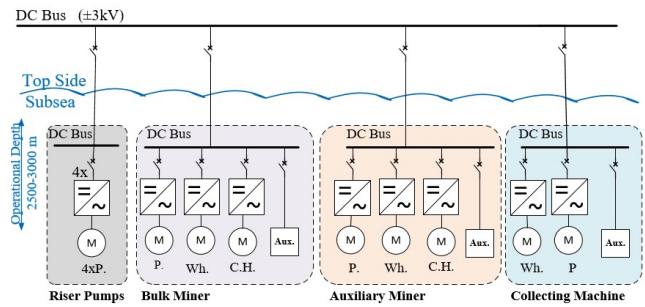 DC Bus (±3kV)
Top Side
Subsea
Operational Depth
2500-3000 m
DC Bus
DC Bus
DC Bus
DC Bus
4x
= ~
= ~
= ~
= ~
= ~
= ~
= ~
= ~
= ~
M
M
M
M
M
M
M
M
M
Aux.
Aux.
Aux.
4xP.
P.
Wh.
C.H.
P.
Wh.
C.H.
Wh.
P
Riser Pumps
Bulk Miner
Auxiliary Miner
Collecting Machine